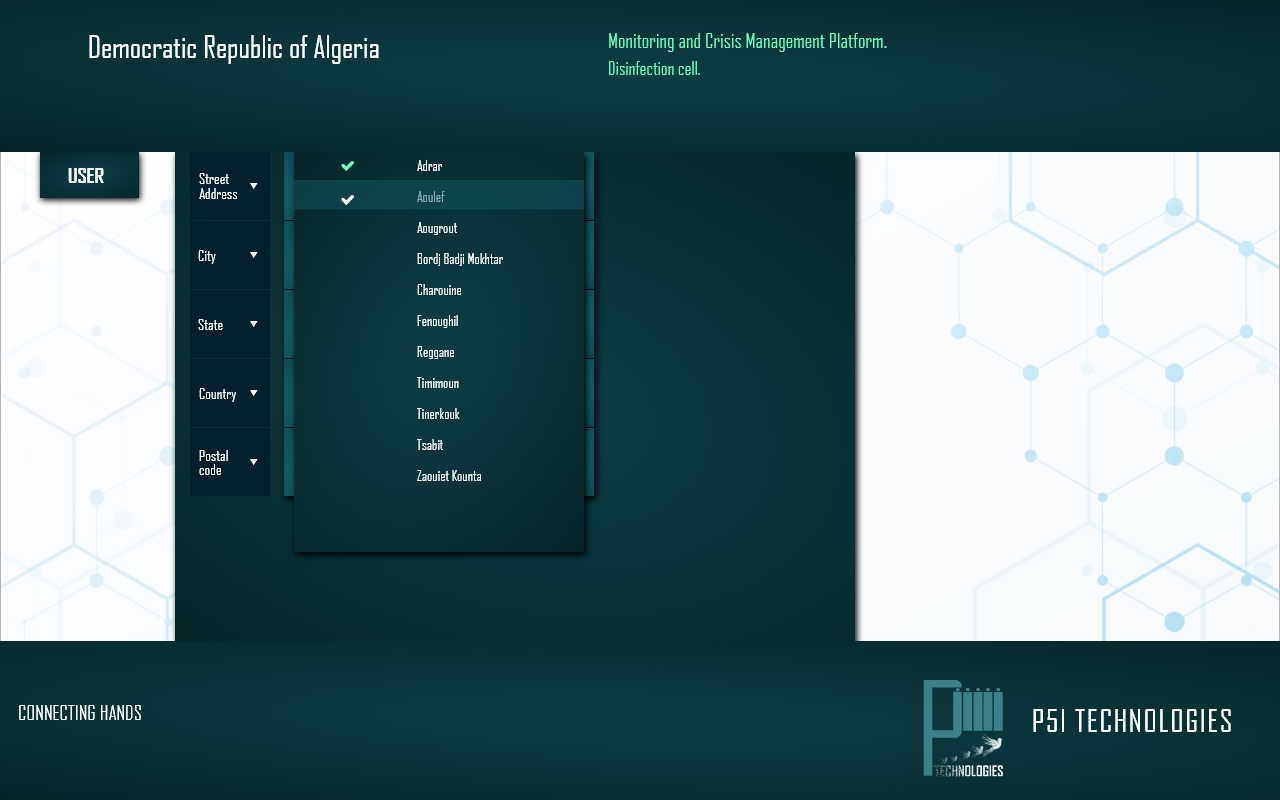 Democratic Republic of Algeria
Monitoring and Crisis Management Platform.
Disinfection cell.
USER
Street
Address
City
State
Country
Postal
code
Adrar
Aoulef
Aougrout
Bordj Badji Mokhtar
Charouine
Fenoughil
Reggane
Timimoun
Tinerkouk
Tsabit
Zaouiet Kounta
CONNECTING HANDS
TECHNOLOGIES
P5I TECHNOLOGIES